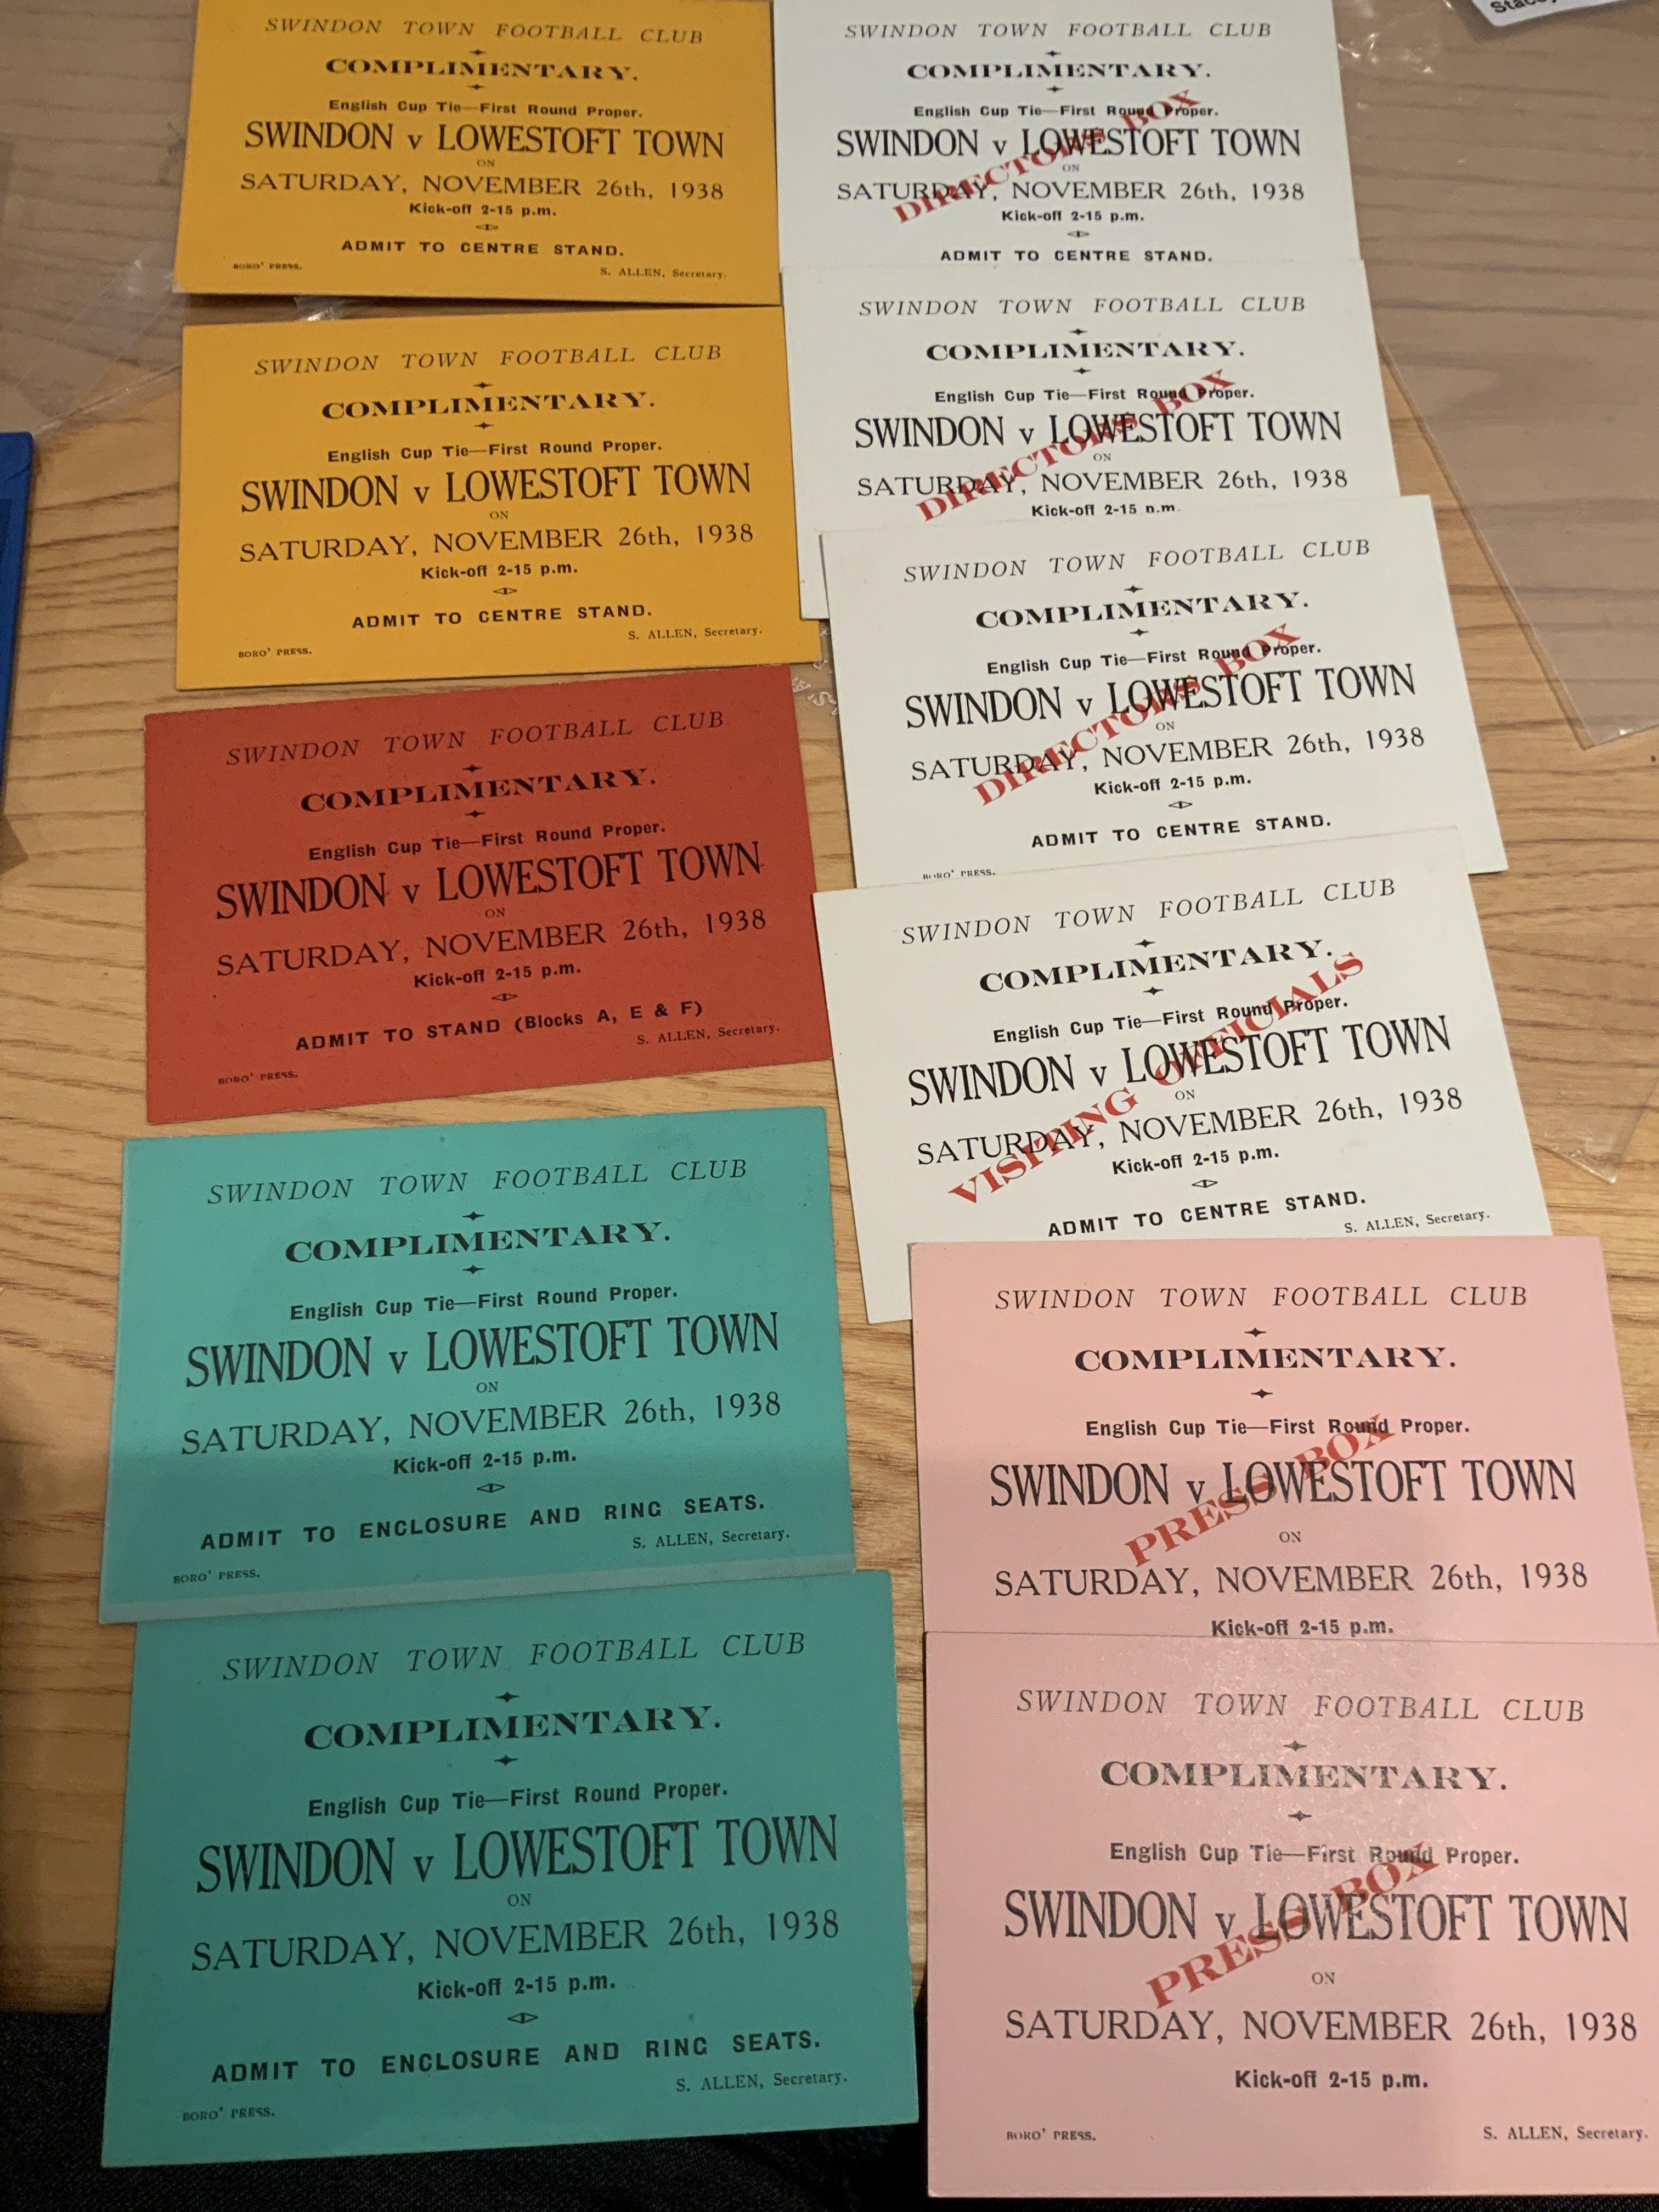 SWINDON TOWN FOOTBALL CLUB
COMPLIMENTARY.
English Cup Tie—First Round Proper.
SWINDON v LOWESTOFT TOWN
ON
SATURDAY, NOVEMBER 26th, 1938
Kick-off 2-15 p.m.
ADMIT TO CENTRE STAND.
BORO' PRESS.
S. ALLEN, Secretary.
SWINDON TOWN FOOTBALL CLUB
COMPLIMENTARY.
English Cup Tie—First Round Proper.
SWINDON v LOWESTOFT TOWN
ON
SATURDAY, NOVEMBER 26th, 1938
Kick-off 2-15 p.m.
ADMIT TO CENTRE STAND.
S. ALLEN, Secretary.
BORO' PRESS.
SWINDON TOWN FOOTBALL CLUB
COMPLIMENTARY.
English Cup Tie—First Round Proper.
SWINDON v LOWESTOFT TOWN
ON
SATURDAY, NOVEMBER 26th, 1938
Kick-off 2-15 p.m.
ADMIT TO STAND (Blocks A, E & F)
S. ALLEN, Secretary.
BORO' PRESS.
SWINDON TOWN FOOTBALL CLUB
COMPLIMENTARY.
English Cup Tie—First Round Proper.
SWINDON v LOWESTOFT TOWN
ON
SATURDAY, NOVEMBER 26th, 1938
Kick-off 2-15 p.m.
ADMIT TO ENCLOSURE AND RING SEATS.
S. ALLEN, Secretary.
BORO' PRESS.
SWINDON TOWN FOOTBALL CLUB
COMPLIMENTARY.
English Cup Tie—First Round Proper.
SWINDON v LOWESTOFT TOWN
ON
SATURDAY, NOVEMBER 26th, 1938
Kick-off 2-15 p.m.
ADMIT TO ENCLOSURE AND RING SEATS.
S. ALLEN, Secretary.
BORO' PRESS.
SWINDON TOWN FOOTBALL CLUB
COMPLIMENTARY.
English Cup Tie—First Round Proper.
SWINDON v LOWESTOFT TOWN
ON
SATURDAY, NOVEMBER 26th, 1938
Kick-off 2-15 p.m.
ADMIT TO CENTRE STAND.
DIRECTORS BOX
SWINDON TOWN FOOTBALL CLUB
COMPLIMENTARY.
English Cup Tie—First Round Proper.
SWINDON v LOWESTOFT TOWN
ON
SATURDAY, NOVEMBER 26th, 1938
Kick-off 2-15 p.m
DIRECTORS BOX
SWINDON TOWN FOOTBALL CLUB
COMPLIMENTARY.
English Cup Tie—First Round Proper.
SWINDON v LOWESTOFT TOWN
ON
SATURDAY, NOVEMBER 26th, 1938
Kick-off 2-15 p.m.
ADMIT TO CENTRE STAND.
BORO' PRESS.
DIRECTORS BOX
SWINDON TOWN FOOTBALL CLUB
COMPLIMENTARY.
English Cup Tie—First Round Proper.
SWINDON v LOWESTOFT TOWN
ON
SATURDAY, NOVEMBER 26th, 1938
Kick-off 2-15 p.m.
ADMIT TO CENTRE STAND.
S. ALLEN, Secretary.
VISITING OFFICIALS
SWINDON TOWN FOOTBALL CLUB
COMPLIMENTARY.
English Cup Tie—First Round Proper.
SWINDON v LOWESTOFT TOWN
ON
SATURDAY, NOVEMBER 26th, 1938
Kick-off 2-15 p.m.
PRESS BOX
SWINDON TOWN FOOTBALL CLUB
COMPLIMENTARY.
English Cup Tie—First Round Proper.
SWINDON v LOWESTOFT TOWN
ON
SATURDAY, NOVEMBER 26th, 1938
Kick-off 2-15 p.m.
BORO' PRESS.
S. ALLEN, Secretary.
PRESS BOX